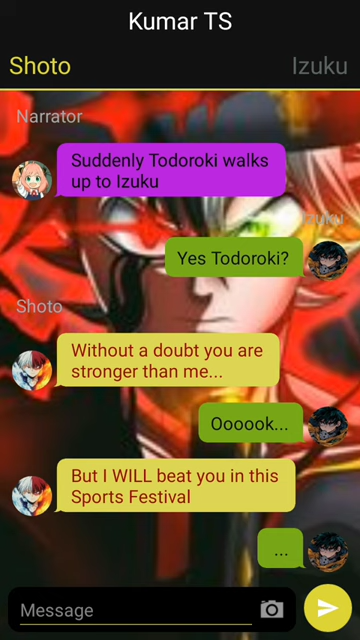 Kumar TS
Shoto Izuku
Narrator
Suddenly Todoroki walks
up to Izuku
Izuku
Yes Todoroki?
Shoto
Without a doubt you are
stronger than me...
Ooook...
But I WILL beat you in this
Sports Festival
...
Message